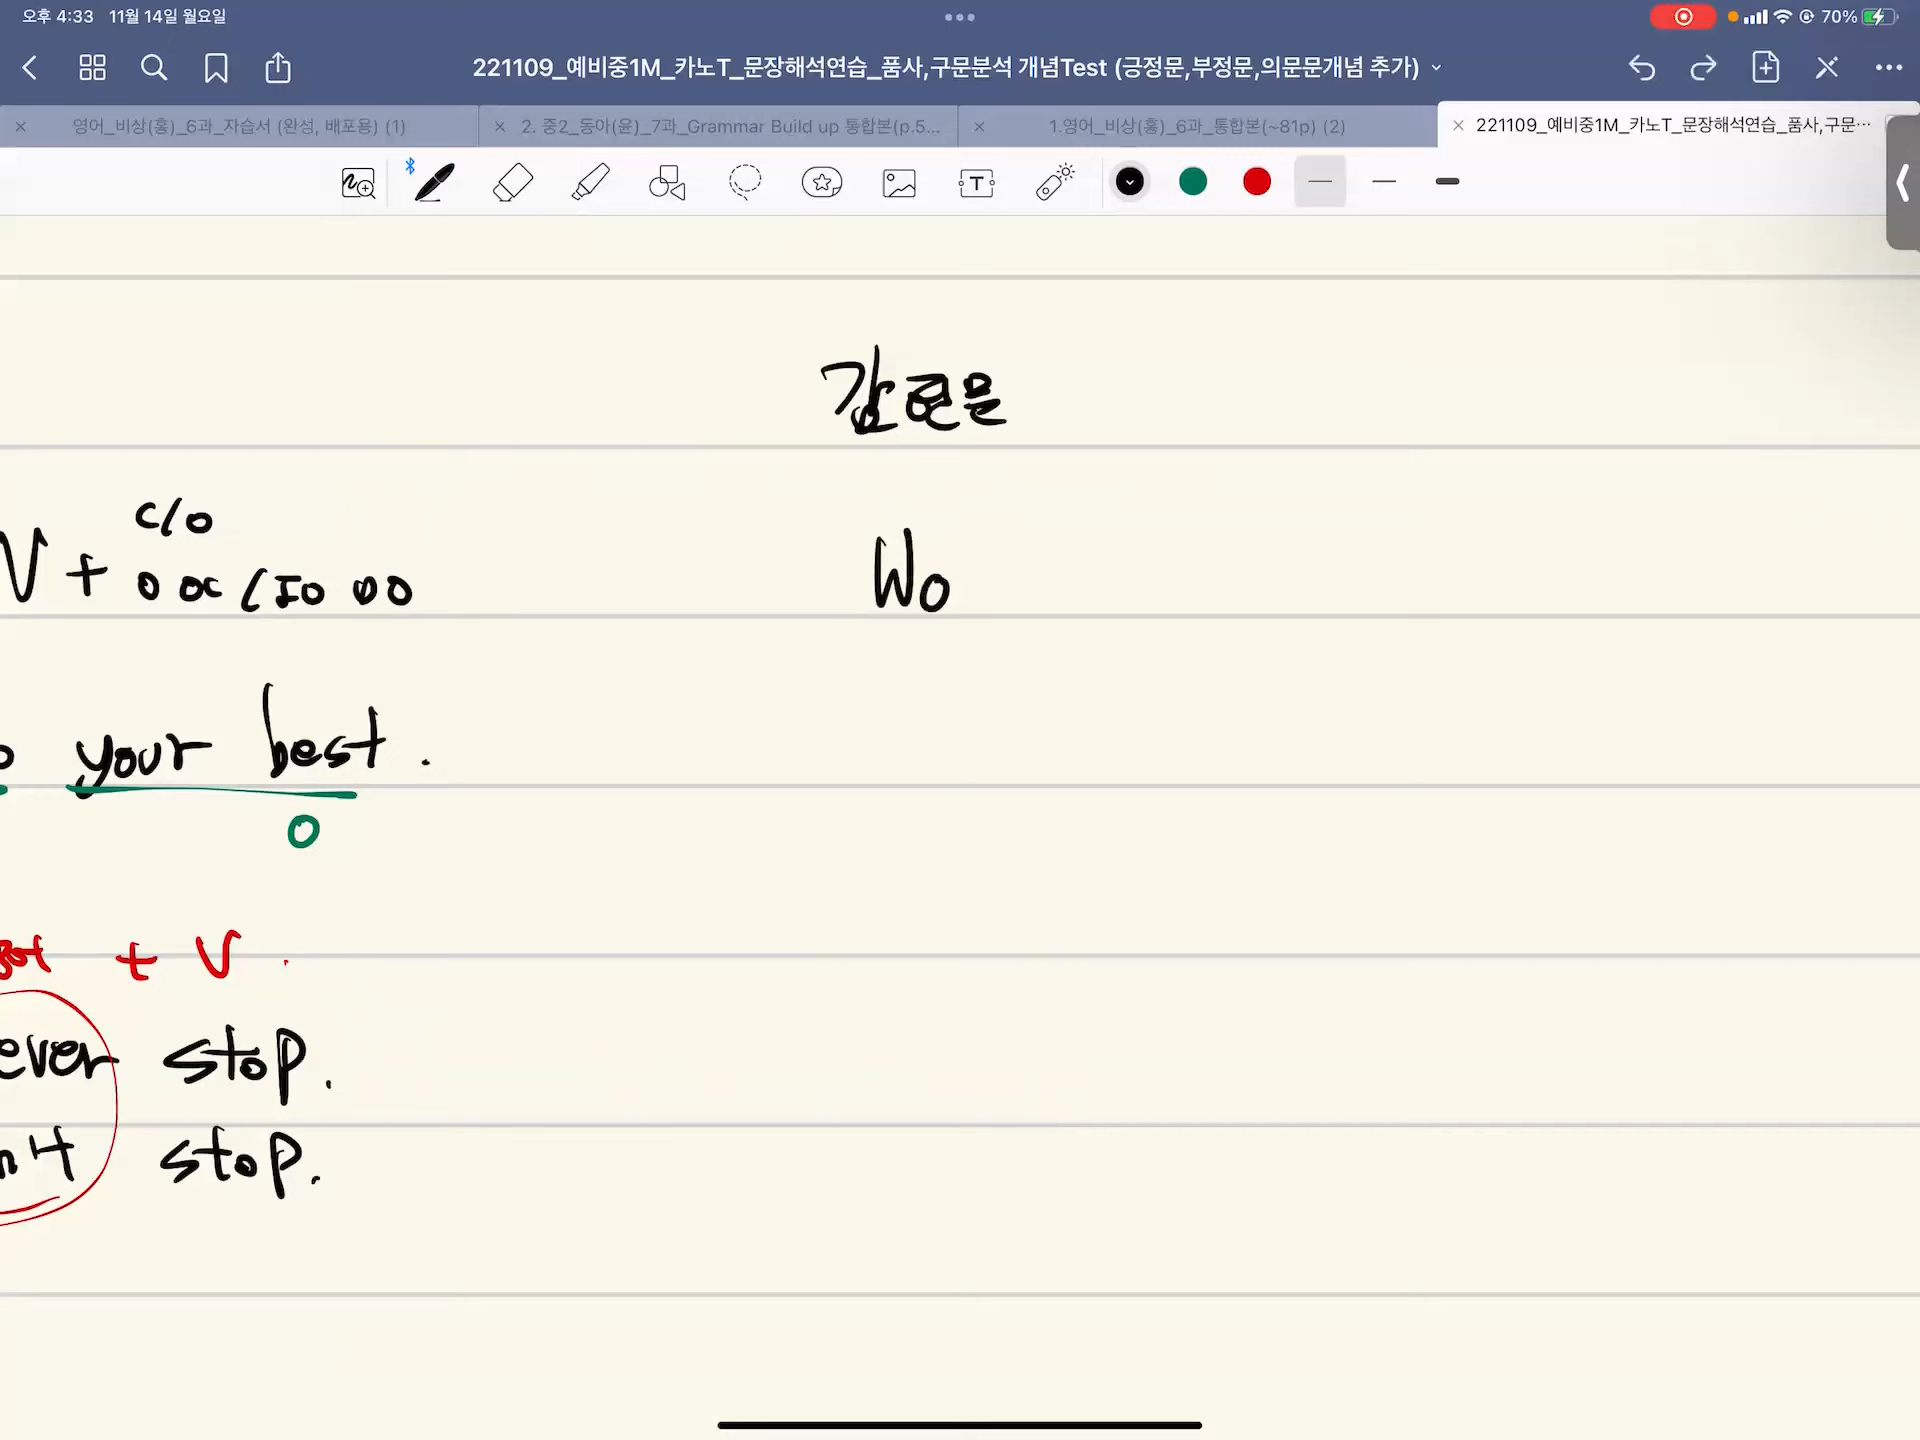 오후 4:33 11월 14일 월요일
70%
221109_예비중1M_카노T_문장해석연습_품사,구문분석 개념Test (긍정문,부정문,의문문개념 추가)
영어_비상(홍)_6과_자습서 (완성, 배포용) (1)
2. 중2_동아(윤)_7과_Grammar Build up 통합본(p.5...
1.영어_비상(홍)_6과_통합본(~81p) (2)
221109_예비중1M_카노T_문장해석연습_품사,구문…
감탄문
c/o
V + o oc / IO DO
Wo
o your best.
O
+ V.
ever stop.
n't stop.